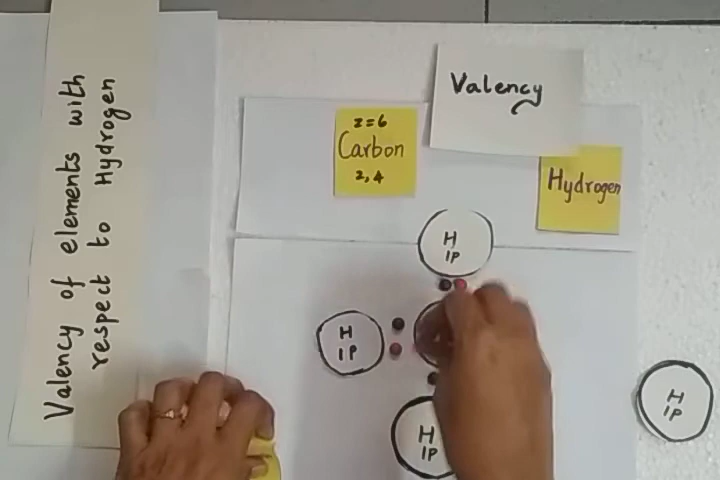 Valency of elements with
respect to Hydrogen
Valency
z=6
Carbon
2,4
Hydrogen
H
1P
H
1P
H
1P
H
1P